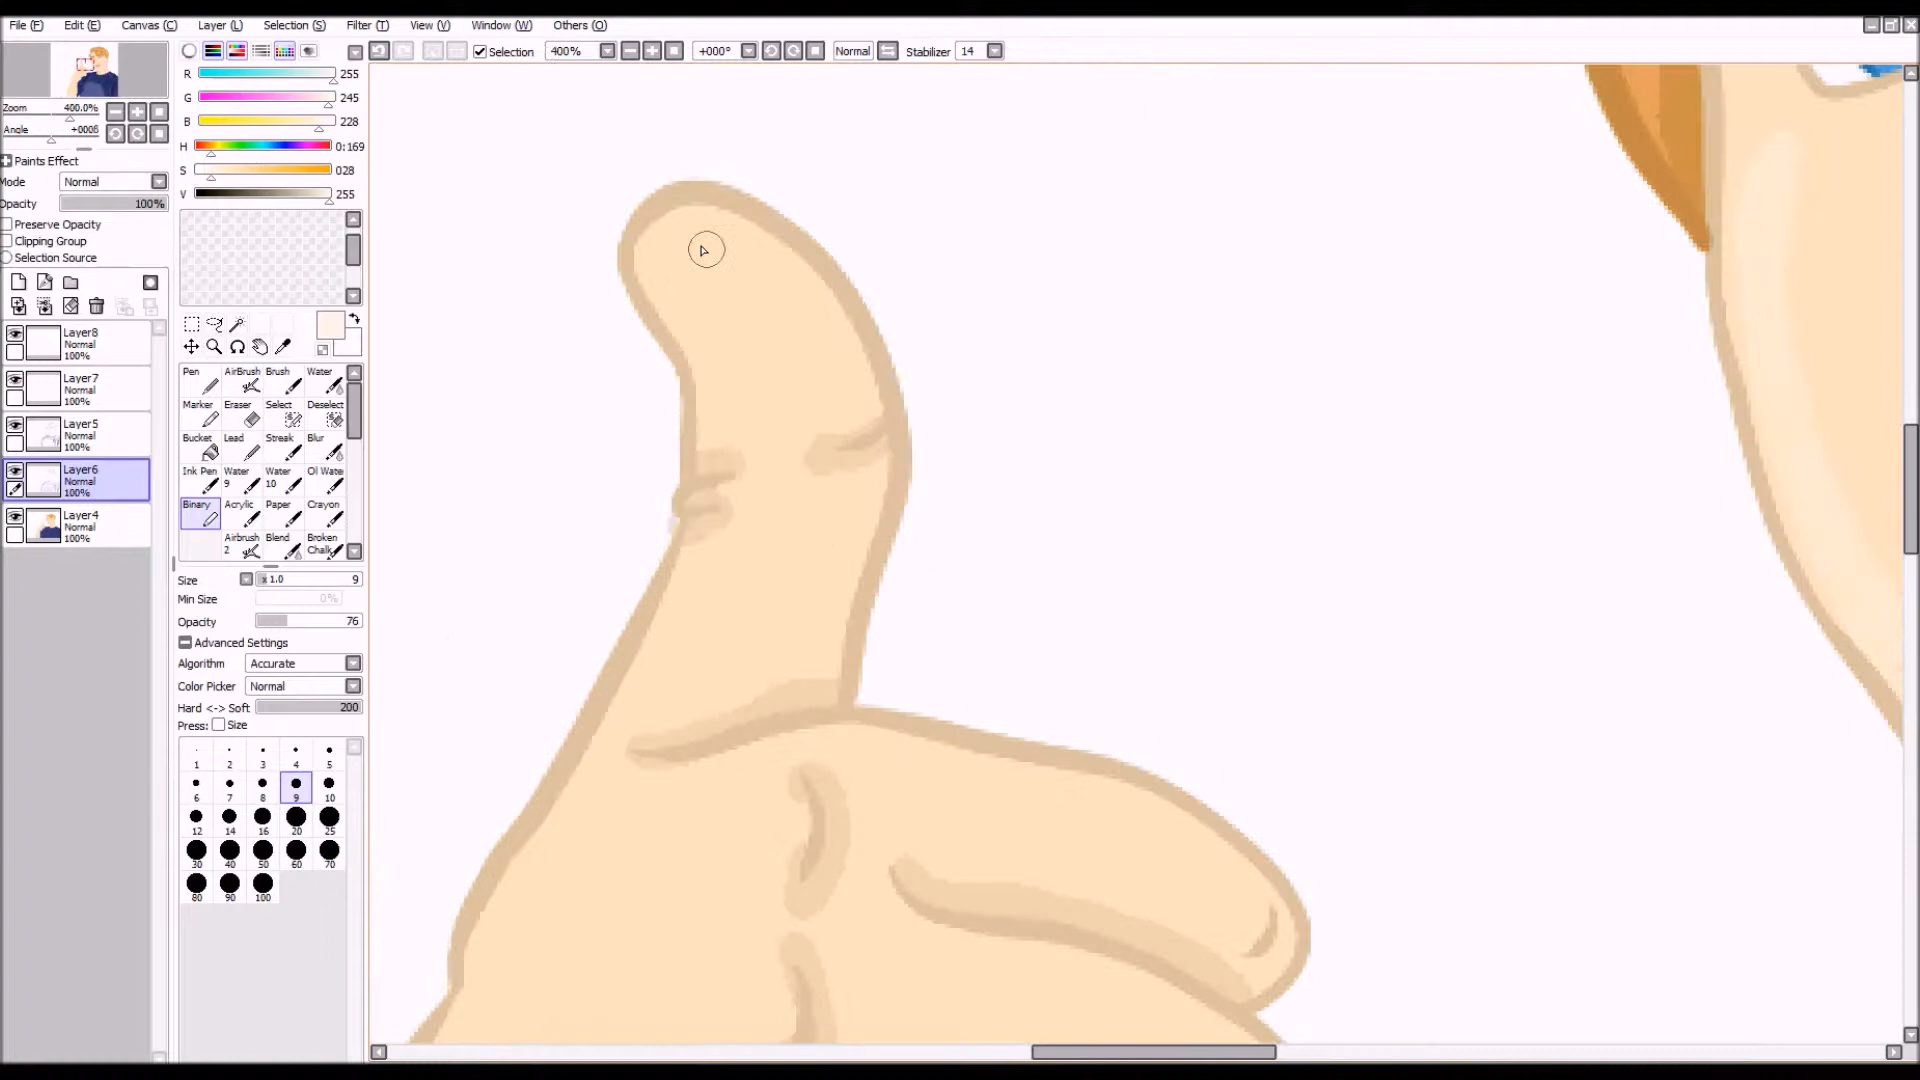 File (F) Edit (E) Canvas (C) Layer (L) Selection (S) Filter (T) View (V) Window (W) Others (O)
Selection 400% +000° Normal Stabilizer 14
Zoom 400.0%
Angle +0006
Paints Effect
Mode Normal
Opacity 100%
Preserve Opacity
Clipping Group
Selection Source
Layer8
Normal
100%
Layer7
Normal
100%
Layer5
Normal
100%
Layer6
Normal
100%
Layer4
Normal
100%
R 255
G 245
B 228
H 0:169
S 028
V 255
Pen AirBrush Brush Water
Marker Eraser Select Deselect
Bucket Lead Streak Blur
Ink Pen Water 9 Water 10 Ol Wate
Binary Acrylic Paper Crayon
Airbrush 2 Blend Broken Chalk
Size x 1.0 9
Min Size 0%
Opacity 76
Advanced Settings
Algorithm Accurate
Color Picker Normal
Hard <-> Soft 200
Press: Size
1 2 3 4 5
6 7 8 9 10
12 14 16 20 25
30 40 50 60 70
80 90 100